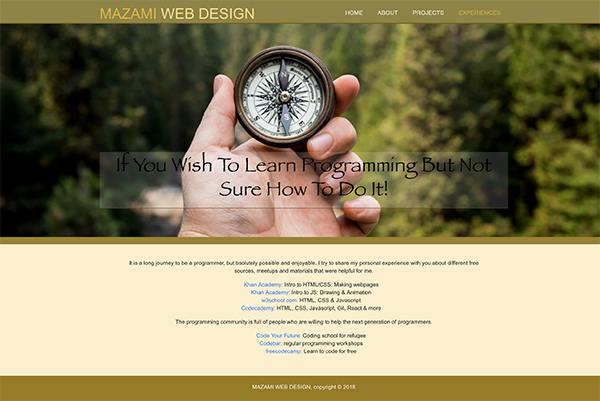 MAZAMI WEB DESIGN
HOME ABOUT PROJECTS EXPERIENCES
If You Wish To Learn Programming But Not
Sure How To Do It!
It is a long journey to be a programmer, but bsolutely possible and enjoyable. I try to share my personal experience with you about different free
sources, meetups and materials that were helpful for me.
Khan Academy: Intro to HTML/CSS: Making webpages
Khan Academy: Intro to JS: Drawing & Animation
w3school.com: HTML, CSS & Javascript
Codecademy: HTML, CSS, Javascript, Git, React & more
The programming community is full of people who are willing to help the next generation of programmers.
Code Your Future: Coding school for refugee
Codebar: regular programming workshops
freecodecamp: Learn to code for free
MAZAMI WEB DESIGN, copyright © 2018